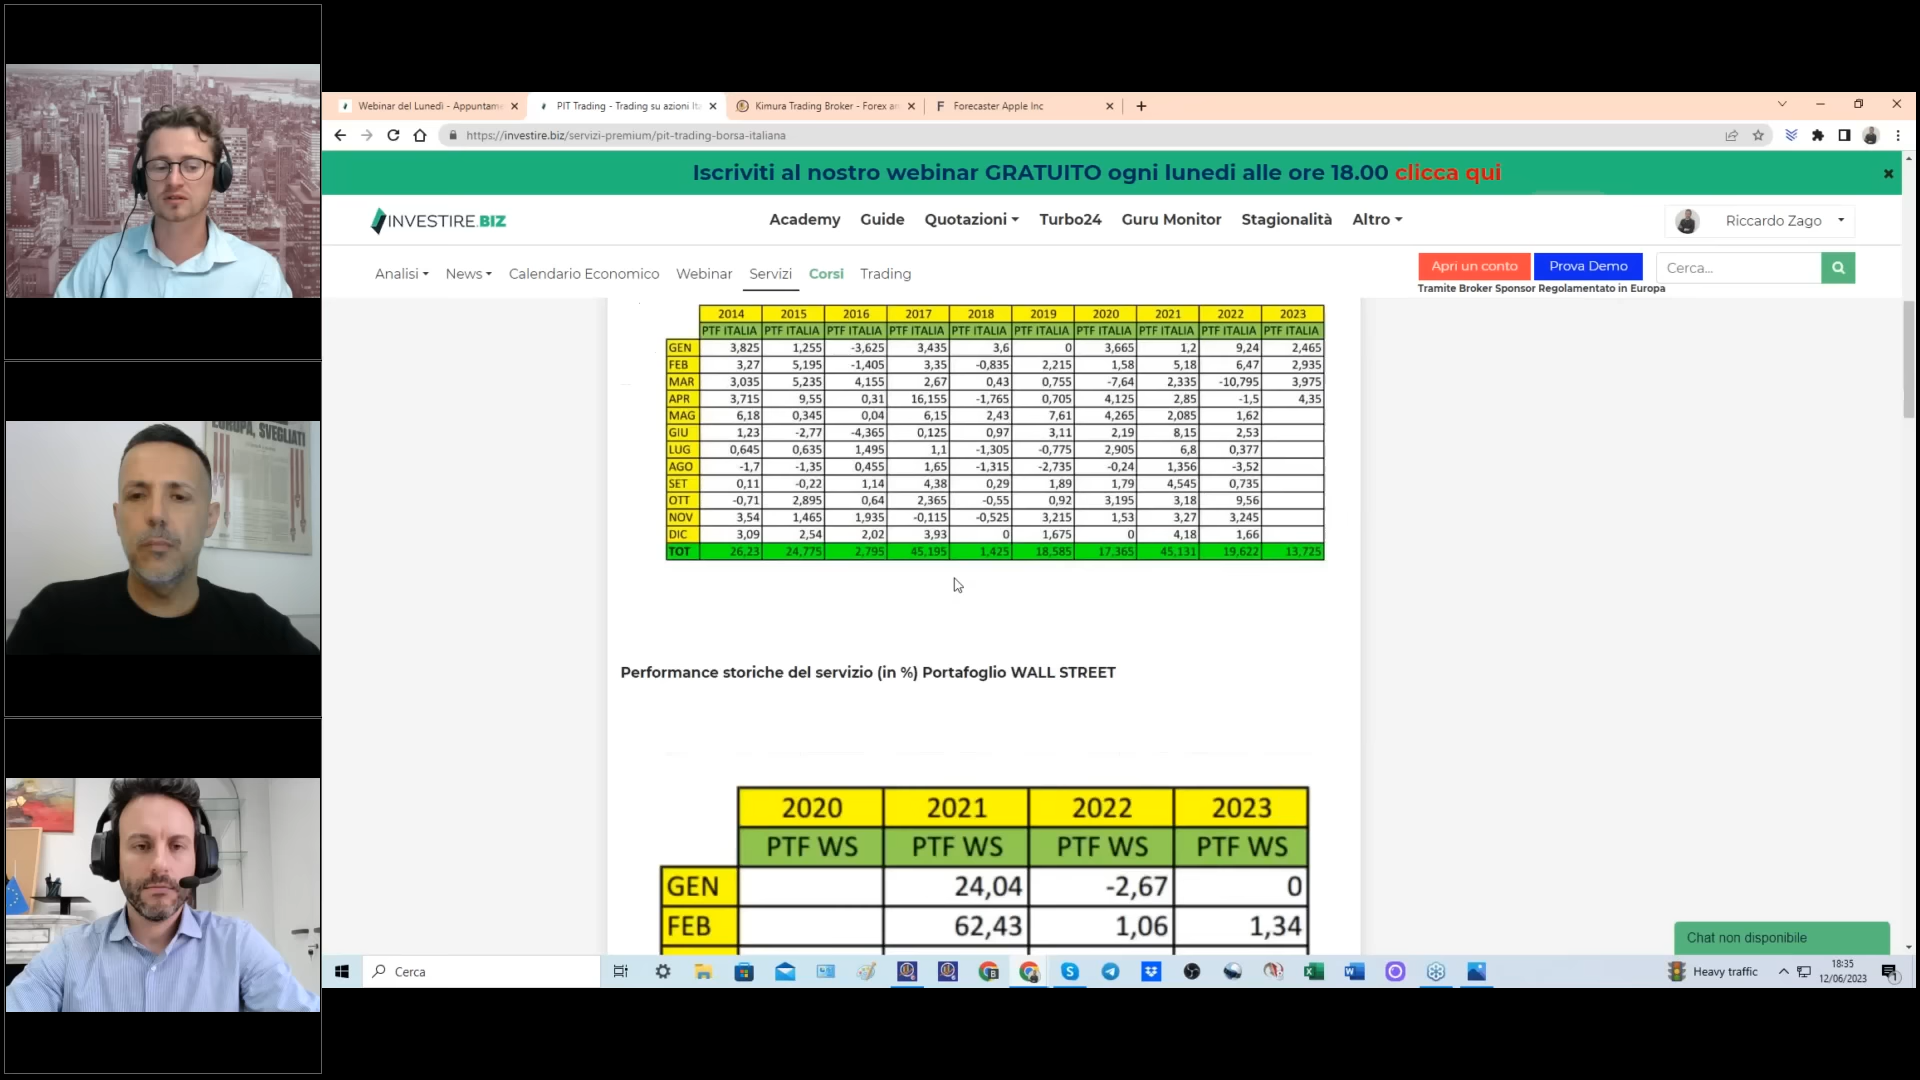 EUROPA, SVEGLIATI
Webinar del Lunedì - Appuntam
PIT Trading - Trading su azioni Ita
Kimura Trading Broker - Forex an
Forecaster Apple Inc
https://investire.biz/servizi-premium/pit-trading-borsa-italiana
Iscriviti al nostro webinar GRATUITO ogni lunedi alle ore 18.00 clicca qui
INVESTIRE.BIZ
Academy Guide Quotazioni Turbo24 Guru Monitor Stagionalità Altro
Riccardo Zago
Analisi News Calendario Economico Webinar Servizi Corsi Trading
Apri un conto Prova Demo Cerca...
Tramite Broker Sponsor Regolamentato in Europa
2014 2015 2016 2017 2018 2019 2020 2021 2022 2023
PTF ITALIA PTF ITALIA PTF ITALIA PTF ITALIA PTF ITALIA PTF ITALIA PTF ITALIA PTF ITALIA PTF ITALIA PTF ITALIA
GEN 3,825 1,255 -3,625 3,435 3,6 0 3,665 1,2 9,24 2,465
FEB 3,27 5,195 -1,405 3,35 -0,835 2,215 1,58 5,18 6,47 2,935
MAR 3,035 5,235 4,155 2,67 0,43 0,755 -7,64 2,335 -10,795 3,975
APR 3,715 9,55 0,31 16,155 -1,765 0,705 4,125 2,85 -1,5 4,35
MAG 6,18 0,345 0,04 6,15 2,43 7,61 4,265 2,085 1,62
GIU 1,23 -2,77 -4,365 0,125 0,97 3,11 2,19 8,15 2,53
LUG 0,645 0,635 1,495 1,1 -1,305 -0,775 2,905 6,8 0,377
AGO -1,7 -1,35 0,455 1,65 -1,315 -2,735 -0,24 1,356 -3,52
SET 0,11 -0,22 1,14 4,38 0,29 1,89 1,79 4,545 0,735
OTT -0,71 2,895 0,64 2,365 -0,55 0,92 3,195 3,18 9,56
NOV 3,54 1,465 1,935 -0,115 -0,525 3,215 1,53 3,27 3,245
DIC 3,09 2,54 2,02 3,93 0 1,675 0 4,18 1,66
TOT 26,23 24,775 2,795 45,195 1,425 18,585 17,365 45,131 19,622 13,725
Performance storiche del servizio (in %) Portafoglio WALL STREET
2020 2021 2022 2023
PTF WS PTF WS PTF WS PTF WS
GEN 24,04 -2,67 0
FEB 62,43 1,06 1,34
Chat non disponibile
Cerca
Heavy traffic
18:35
12/06/2023